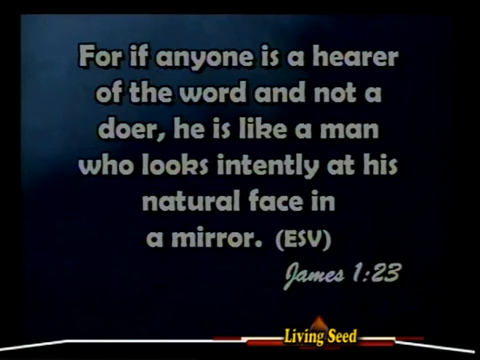 For if anyone is a hearer
of the word and not a
doer, he is like a man
who looks intently at his
natural face in
a mirror. (ESV)
James 1:23
Living Seed